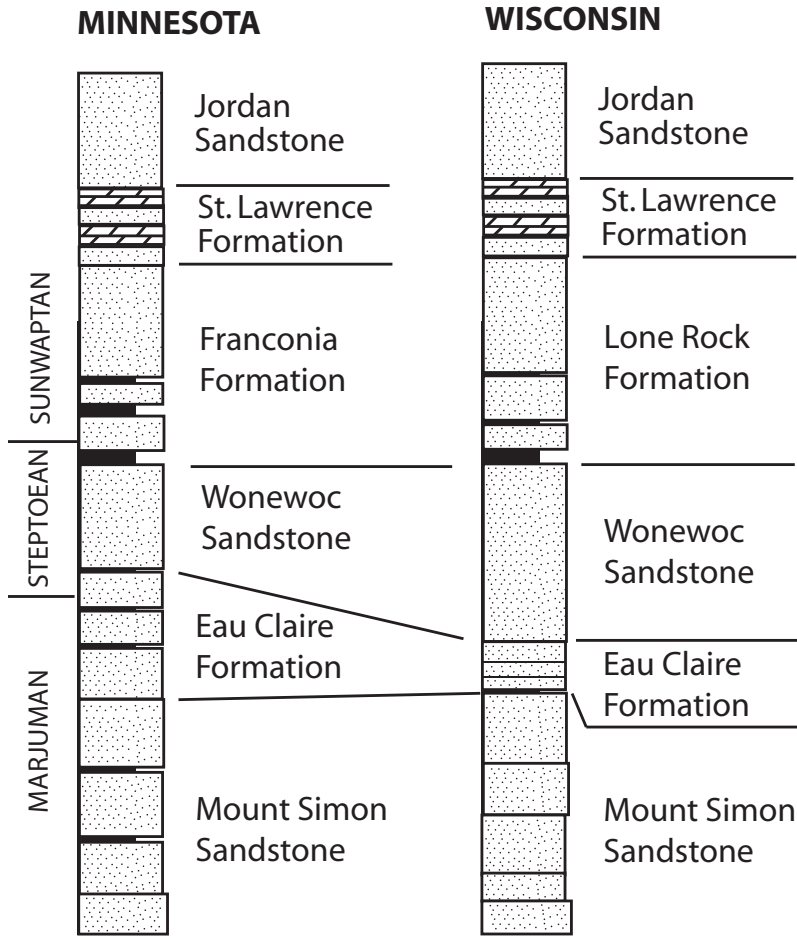 MINNESOTA
WISCONSIN
Jordan
Sandstone
Jordan
Sandstone
St. Lawrence
Formation
St. Lawrence
Formation
SUNWAPTAN
Franconia
Formation
Lone Rock
Formation
STEPTOEAN
Wonewoc
Sandstone
Wonewoc
Sandstone
Eau Claire
Formation
Eau Claire
Formation
MARJUMAN
Mount Simon
Sandstone
Mount Simon
Sandstone